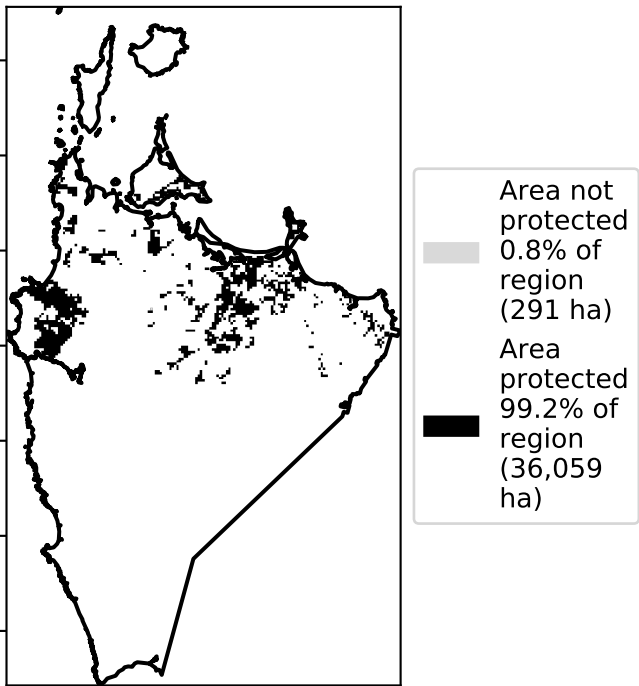 Area not
protected
0.8% of
region
(291 ha)
Area
protected
99.2% of
region
(36,059
ha)